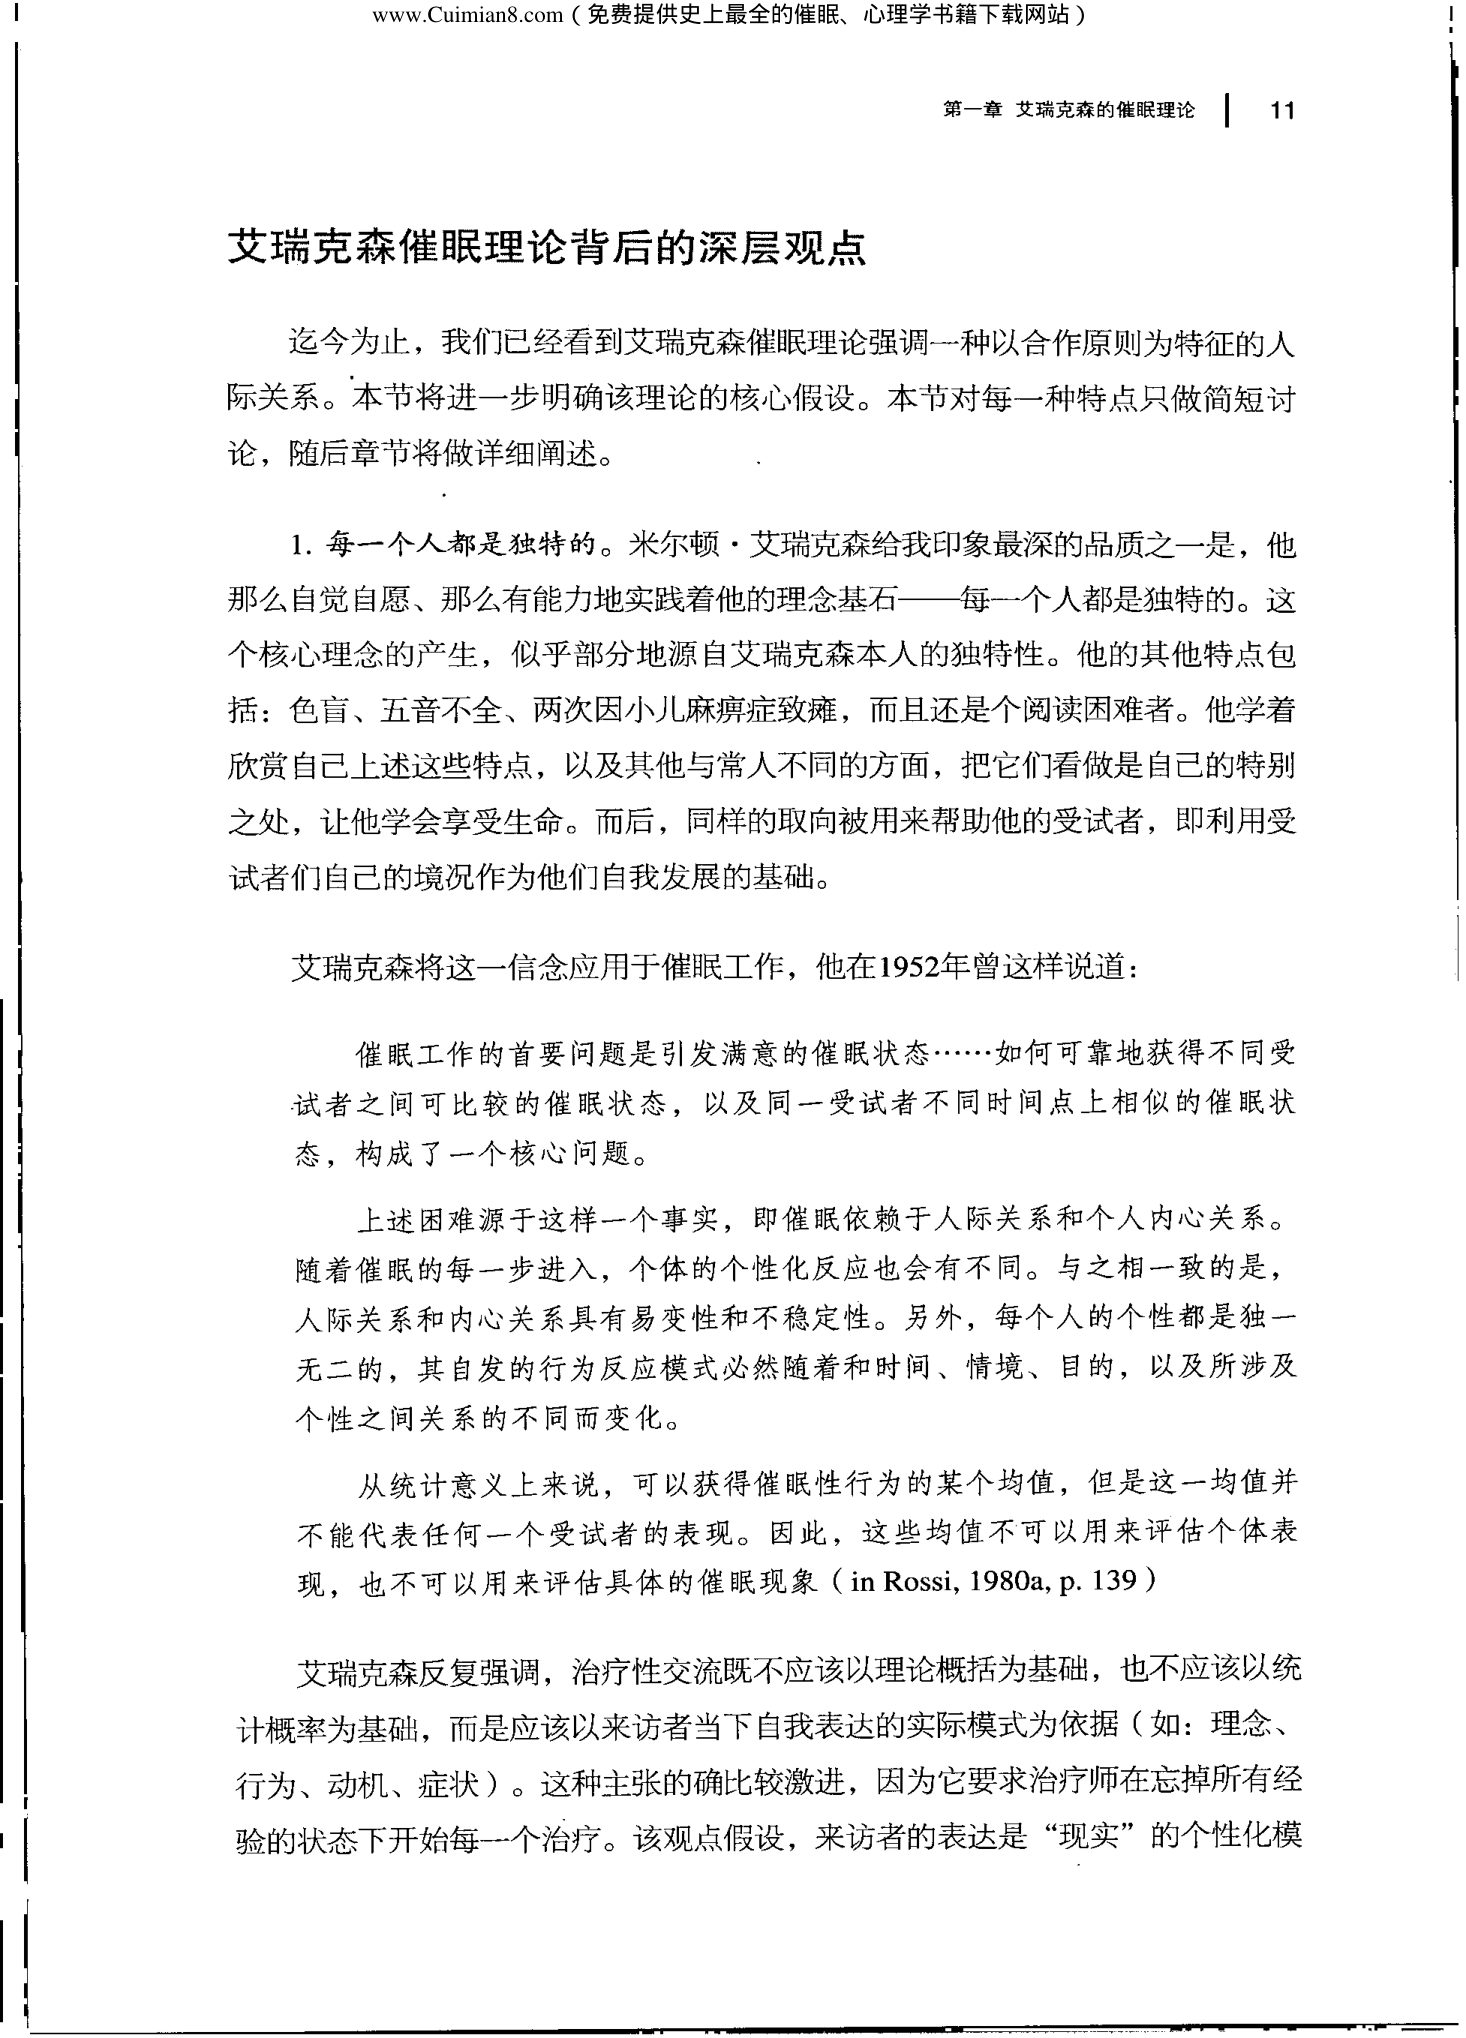 www.Cuimian8.com（免费提供史上最全的催眠、心理学书籍下载网站）
第一章 艾瑞克森的催眠理论 11
艾瑞克森催眠理论背后的深层观点
迄今为止，我们已经看到艾瑞克森催眠理论强调一种以合作原则为特征的人
际关系。本节将进一步明确该理论的核心假设。本节对每一种特点只做简短讨
论，随后章节将做详细阐述。
1. 每一个人都是独特的。米尔顿·艾瑞克森给我印象最深的品质之一是，他
那么自觉自愿、那么有能力地实践着他的理念基石——每一个人都是独特的。这
个核心理念的产生，似乎部分地源自艾瑞克森本人的独特性。他的其他特点包
括：色盲、五音不全、两次因小儿麻痹症致瘫，而且还是个阅读困难者。他学着
欣赏自己上述这些特点，以及其他与常人不同的方面，把它们看做是自己的特别
之处，让他学会享受生命。而后，同样的取向被用来帮助他的受试者，即利用受
试者们自己的境况作为他们自我发展的基础。
艾瑞克森将这一信念应用于催眠工作，他在1952年曾这样说道：
催眠工作的首要问题是引发满意的催眠状态……如何可靠地获得不同受
试者之间可比较的催眠状态，以及同一受试者不同时间点上相似的催眠状
态，构成了一个核心问题。
上述困难源于这样一个事实，即催眠依赖于人际关系和个人内心关系。
随着催眠的每一步进入，个体的个性化反应也会有不同。与之相一致的是，
人际关系和内心关系具有易变性和不稳定性。另外，每个人的个性都是独一
无二的，其自发的行为反应模式必然随着和时间、情境、目的，以及所涉及
个性之间关系的不同而变化。
从统计意义上来说，可以获得催眠性行为的某个均值，但是这一均值并
不能代表任何一个受试者的表现。因此，这些均值不可以用来评估个体表
现，也不可以用来评估具体的催眠现象（in Rossi, 1980a, p. 139）
艾瑞克森反复强调，治疗性交流既不应该以理论概括为基础，也不应该以统
计概率为基础，而是应该以来访者当下自我表达的实际模式为依据（如：理念、
行为、动机、症状）。这种主张的确比较激进，因为它要求治疗师在忘掉所有经
验的状态下开始每一个治疗。该观点假设，来访者的表达是“现实”的个性化模